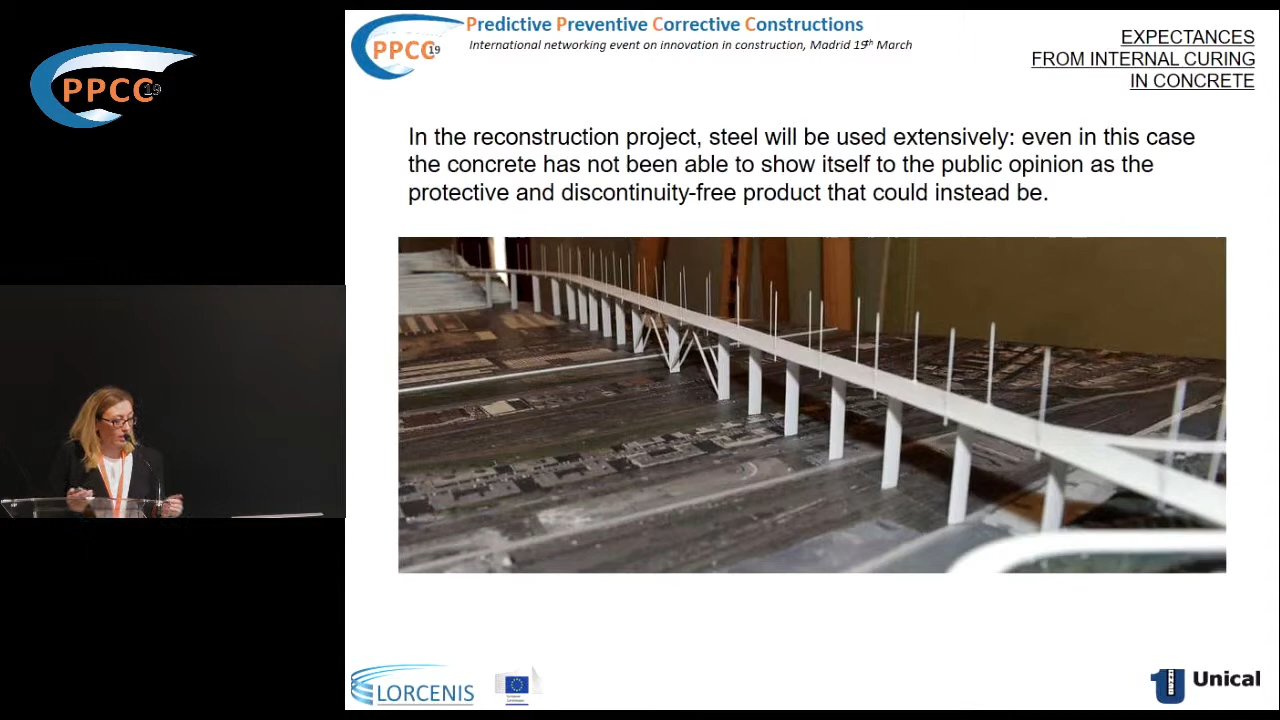 PPCC 19
PPCC 19
Predictive Preventive Corrective Constructions
International networking event on innovation in construction, Madrid 19th March
EXPECTANCES
FROM INTERNAL CURING
IN CONCRETE
In the reconstruction project, steel will be used extensively: even in this case
the concrete has not been able to show itself to the public opinion as the
protective and discontinuity-free product that could instead be.
LORCENIS
Unical